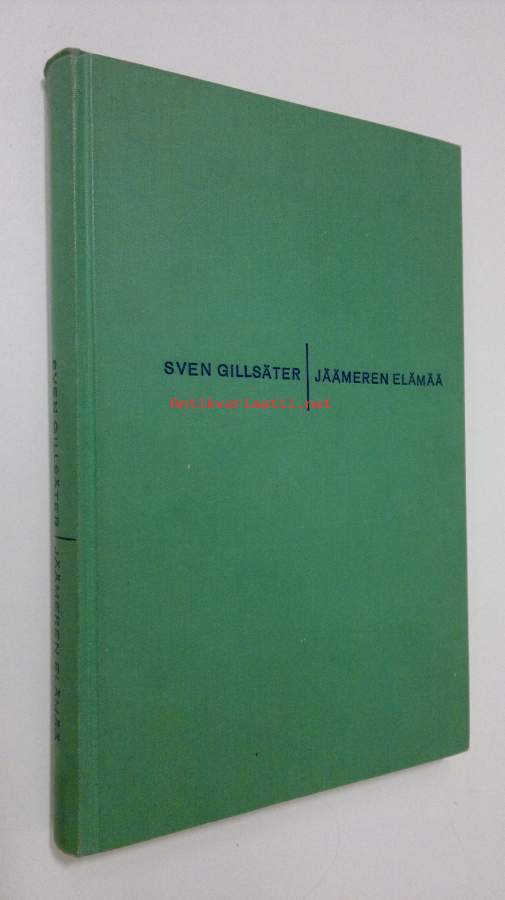 SVEN GILLSÄTER | JÄÄMEREN ELÄMÄÄ
Antikvariaatti.net
SVEN GILLSÄTER | JÄÄMEREN ELÄMÄÄ